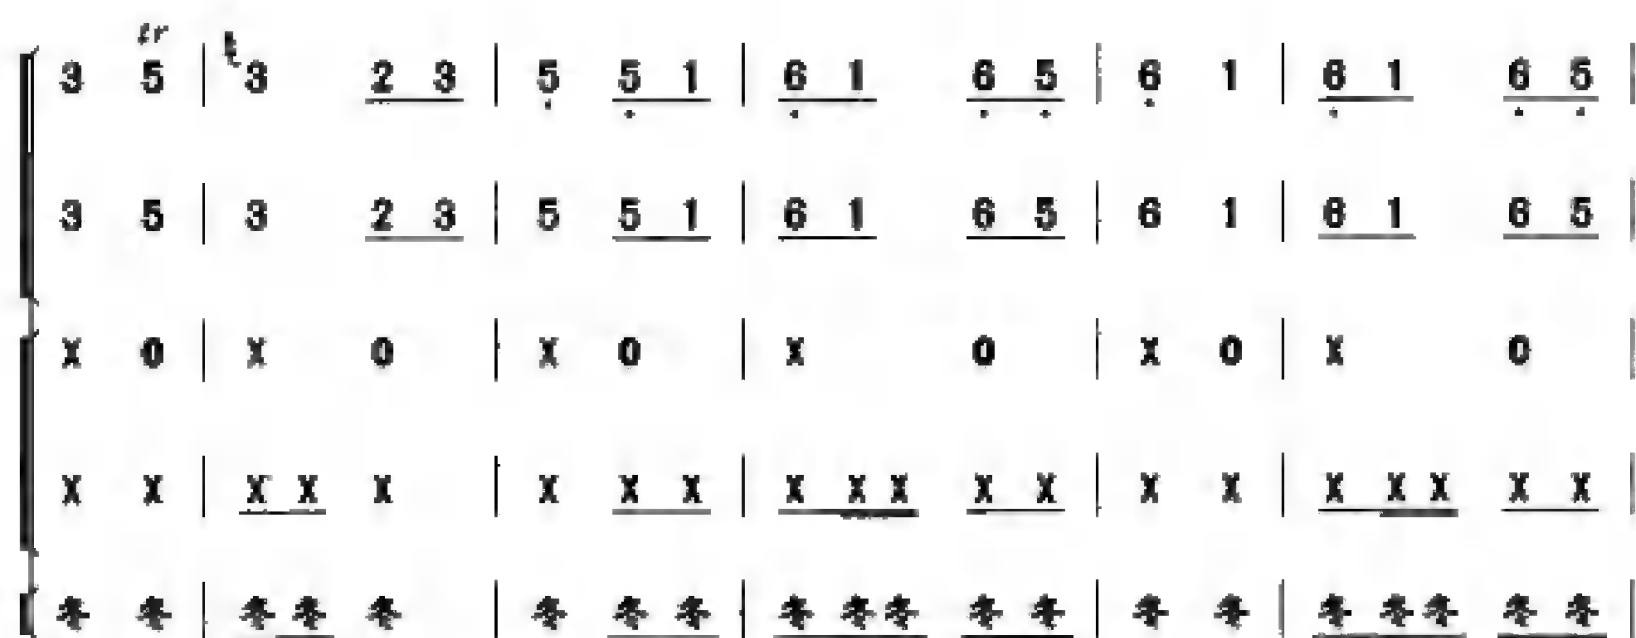 tr
3 5 | 3 2 3 | 5 5 1 | 6 1 6 5 | 6 1 | 6 1 6 5 |
3 5 | 3 2 3 | 5 5 1 | 6 1 6 5 | 6 1 | 6 1 6 5 |
X 0 | X 0 | X 0 | X 0 | X 0 | X 0 |
X X | X X X | X X X | X X X X X | X X | X X X X X |
冬 冬 | 冬 冬 冬 | 冬 冬 冬 | 冬 冬 冬 冬 冬 | 冬 冬 | 冬 冬 冬 冬 冬